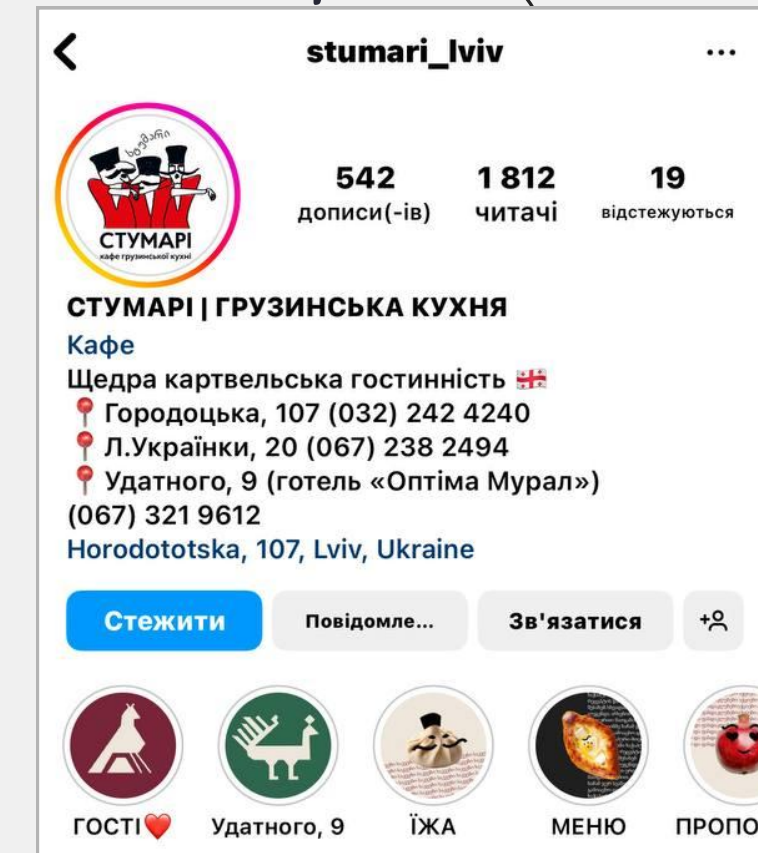 stumari_lviv
სტუმარი
СТУМАРІ
кафе грузинської кухні
542
дописи(-ів)
1 812
читачі
19
відстежуються
СТУМАРІ | ГРУЗИНСЬКА КУХНЯ
Кафе
Щедра картвельська гостинність 🇬🇪
📍 Городоцька, 107 (032) 242 4240
📍 Л.Українки, 20 (067) 238 2494
📍 Удатного, 9 (готель «Оптіма Мурал»)
(067) 321 9612
Horodototska, 107, Lviv, Ukraine
Стежити
Повідомле...
Зв'язатися
ГОСТІ❤️
Удатного, 9
ЇЖА
МЕНЮ
ПРОПО